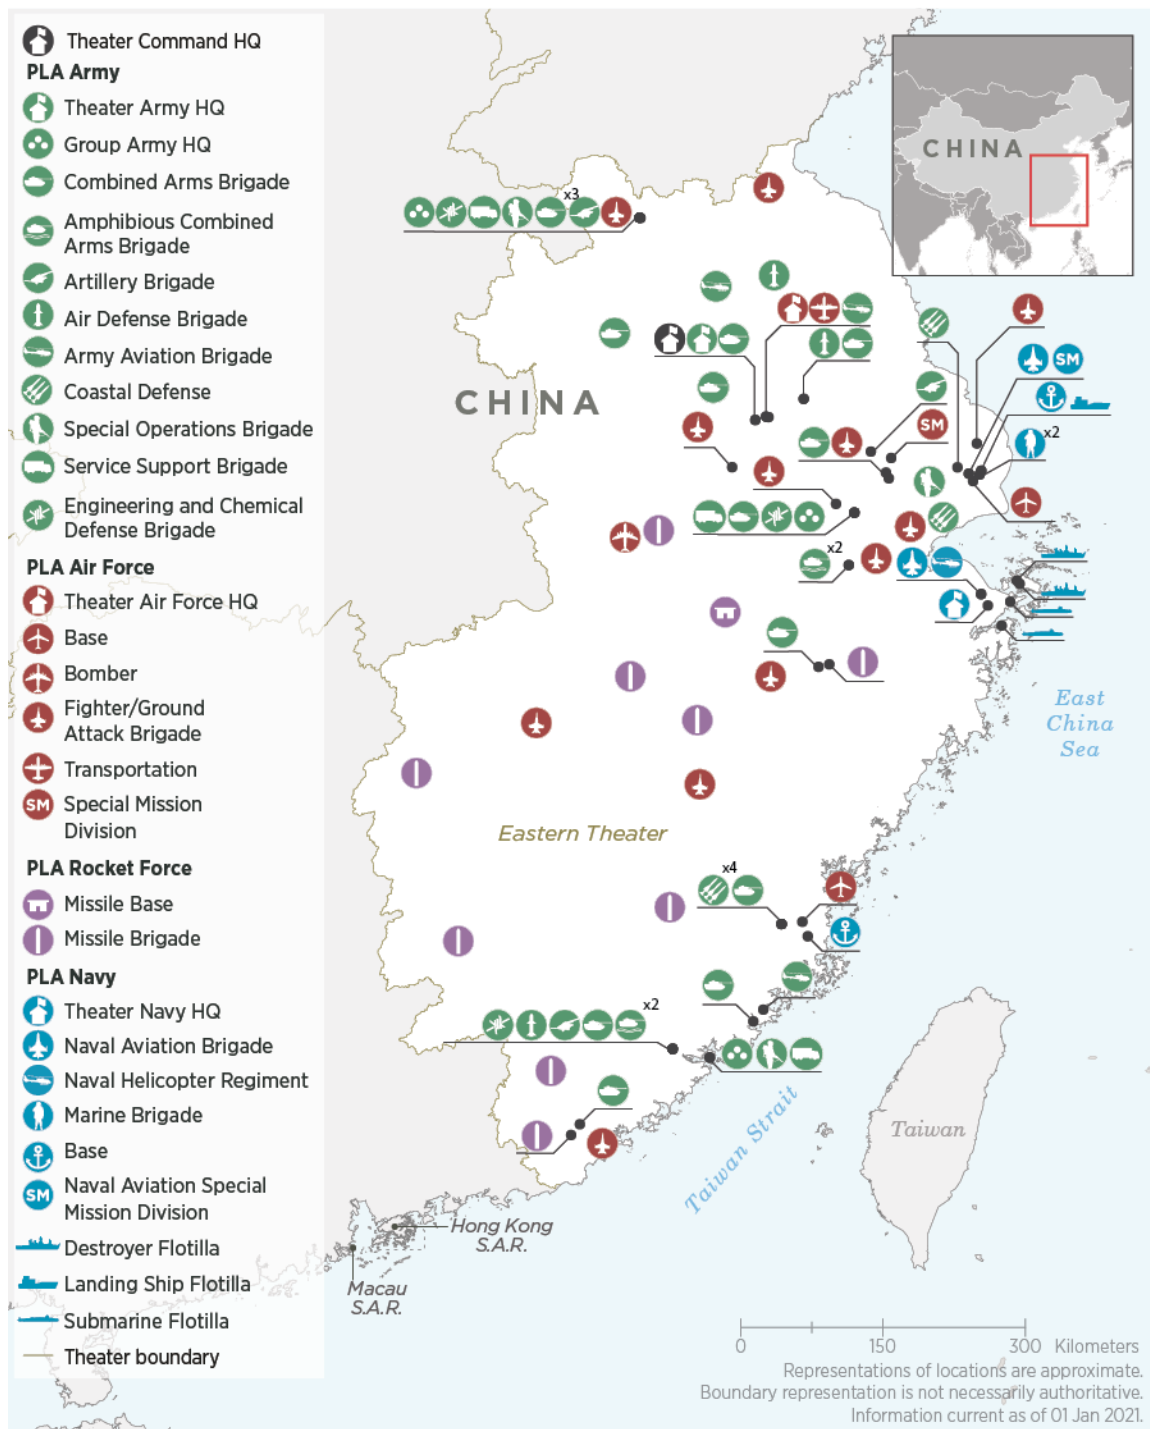 Theater Command HQ
PLA Army
Theater Army HQ
Group Army HQ
Combined Arms Brigade
Amphibious Combined
Arms Brigade
Artillery Brigade
Air Defense Brigade
Army Aviation Brigade
Coastal Defense
Special Operations Brigade
Service Support Brigade
Engineering and Chemical
Defense Brigade
PLA Air Force
Theater Air Force HQ
Base
Bomber
Fighter/Ground
Attack Brigade
Transportation
SM
Special Mission
Division
PLA Rocket Force
Missile Base
Missile Brigade
PLA Navy
Theater Navy HQ
Naval Aviation Brigade
Naval Helicopter Regiment
Marine Brigade
Base
SM
Naval Aviation Special
Mission Division
Destroyer Flotilla
Landing Ship Flotilla
Submarine Flotilla
Theater boundary
CHINA
x3
SM
CHINA
SM
x2
x2
East
China
Sea
Eastern Theater
x4
x2
Taiwan Strait
Taiwan
Hong Kong
S.A.R.
Macau
S.A.R.
0 150 300 Kilometers
Representations of locations are approximate.
Boundary representation is not necessarily authoritative.
Information current as of 01 Jan 2021.